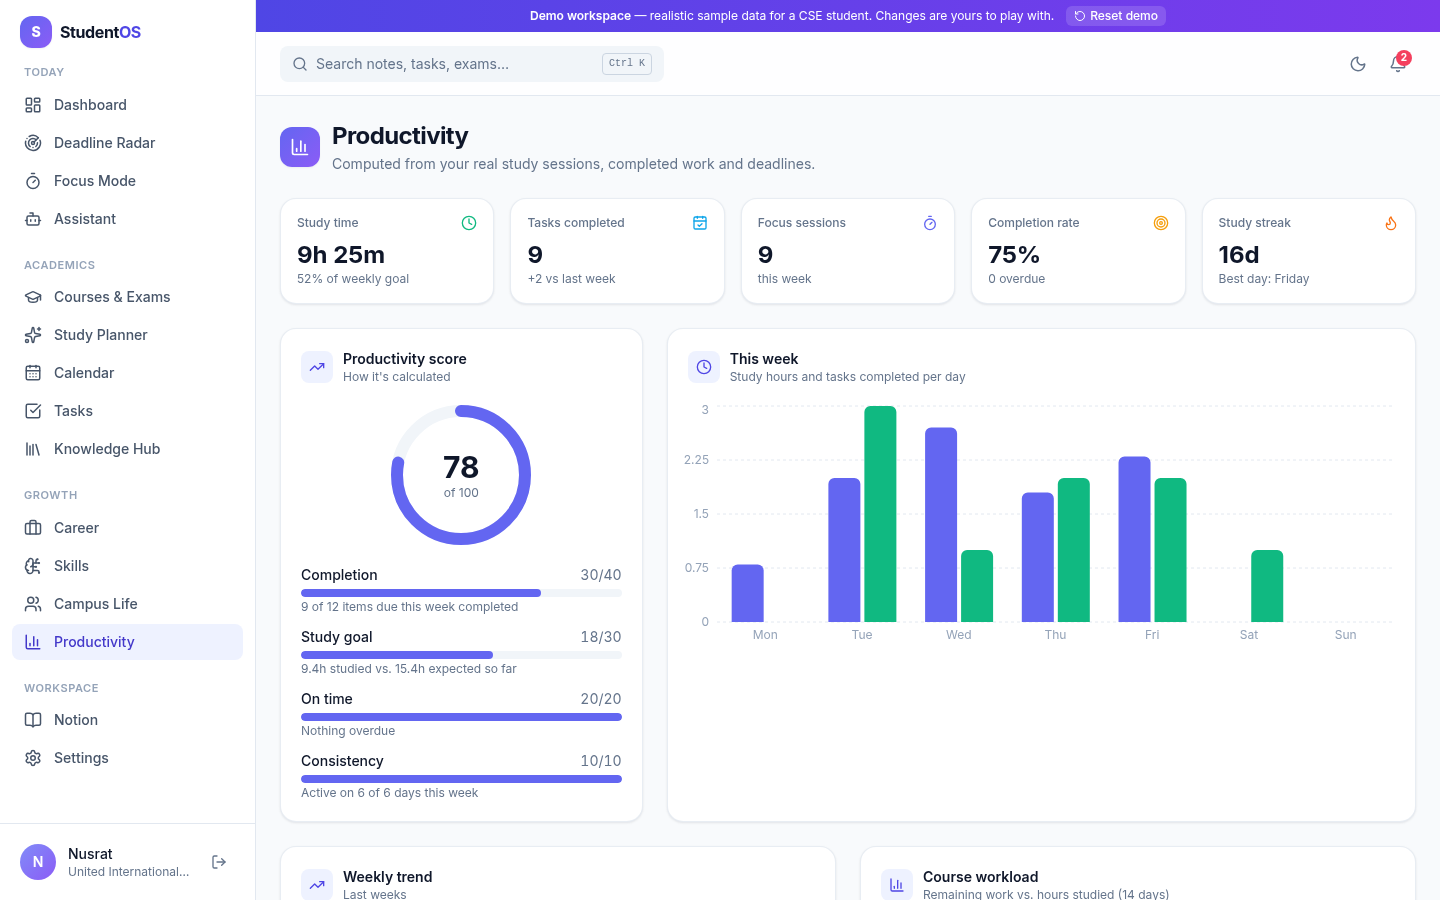 S StudentOS
TODAY
Dashboard
Deadline Radar
Focus Mode
Assistant
ACADEMICS
Courses & Exams
Study Planner
Calendar
Tasks
Knowledge Hub
GROWTH
Career
Skills
Campus Life
Productivity
WORKSPACE
Notion
Settings
N
Nusrat
United International...
Demo workspace — realistic sample data for a CSE student. Changes are yours to play with. Reset demo
Search notes, tasks, exams... Ctrl K
2
Productivity
Computed from your real study sessions, completed work and deadlines.
Study time
9h 25m
52% of weekly goal
Tasks completed
9
+2 vs last week
Focus sessions
9
this week
Completion rate
75%
0 overdue
Study streak
16d
Best day: Friday
Productivity score
How it's calculated
78
of 100
Completion 30/40
9 of 12 items due this week completed
Study goal 18/30
9.4h studied vs. 15.4h expected so far
On time 20/20
Nothing overdue
Consistency 10/10
Active on 6 of 6 days this week
This week
Study hours and tasks completed per day
3
2.25
1.5
0.75
0
Mon Tue Wed Thu Fri Sat Sun
Weekly trend
Last weeks
Course workload
Remaining work vs. hours studied (14 days)